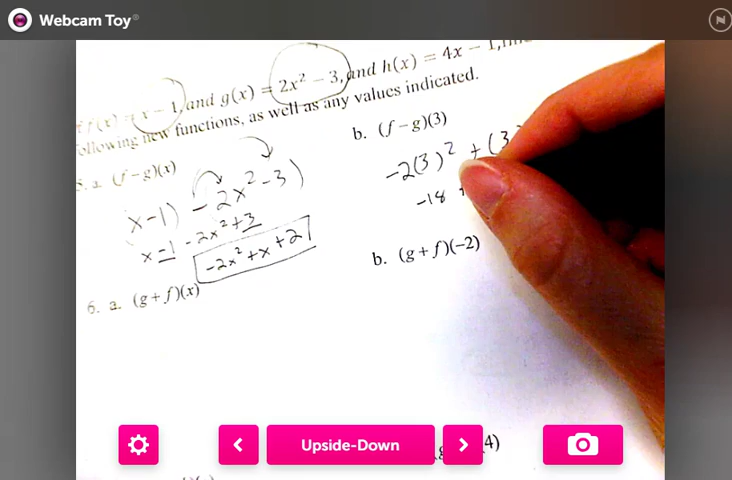 Webcam Toy
f(x) = x - 1, and g(x) = 2x² - 3, and h(x) = 4x - 1,
following new functions, as well as any values indicated.
5. a. (f - g)(x)
b. (f - g)(3)
x-1) - 2x² - 3)
x - 1 - 2x² + 3
-2x² + x + 2
-2(3)² + (3
-18
6. a. (g + f)(x)
b. (g + f)(-2)
Upside-Down
4)